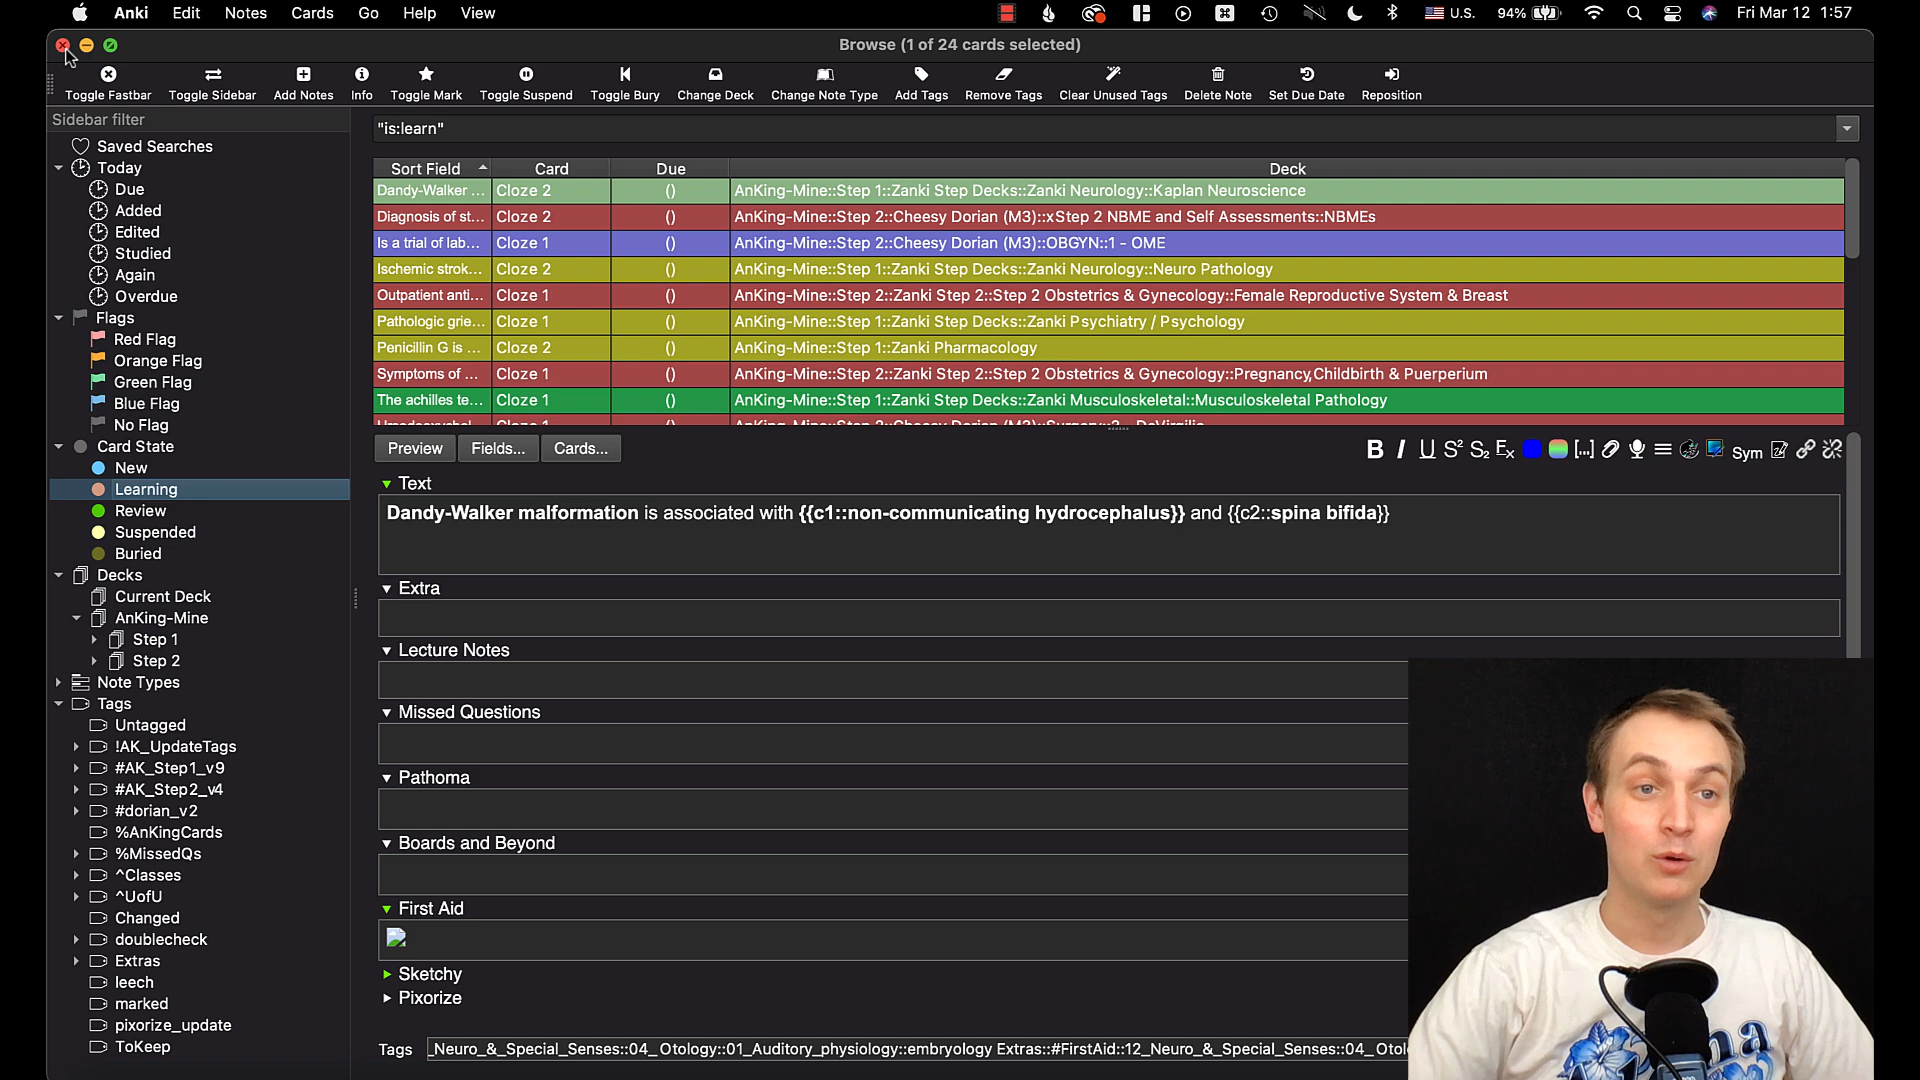 Anki Edit Notes Cards Go Help View U.S. 94% Fri Mar 12 1:57
Browse (1 of 24 cards selected)
Toggle Fastbar Toggle Sidebar Add Notes Info Toggle Mark Toggle Suspend Toggle Bury Change Deck Change Note Type Add Tags Remove Tags Clear Unused Tags Delete Note Set Due Date Reposition
Sidebar filter
Saved Searches
Today
Due
Added
Edited
Studied
Again
Overdue
Flags
Red Flag
Orange Flag
Green Flag
Blue Flag
No Flag
Card State
New
Learning
Review
Suspended
Buried
Decks
Current Deck
AnKing-Mine
Step 1
Step 2
Note Types
Tags
Untagged
!AK_UpdateTags
#AK_Step1_v9
#AK_Step2_v4
#dorian_v2
%AnKingCards
%MissedQs
^Classes
^UofU
Changed
doublecheck
Extras
leech
marked
pixorize_update
ToKeep
"is:learn"
Sort Field Card Due Deck
Dandy-Walker ... Cloze 2 () AnKing-Mine::Step 1::Zanki Step Decks::Zanki Neurology::Kaplan Neuroscience
Diagnosis of st... Cloze 2 () AnKing-Mine::Step 2::Cheesy Dorian (M3)::xStep 2 NBME and Self Assessments::NBMEs
Is a trial of lab... Cloze 1 () AnKing-Mine::Step 2::Cheesy Dorian (M3)::OBGYN::1 - OME
Ischemic strok... Cloze 2 () AnKing-Mine::Step 1::Zanki Step Decks::Zanki Neurology::Neuro Pathology
Outpatient anti... Cloze 1 () AnKing-Mine::Step 2::Zanki Step 2::Step 2 Obstetrics & Gynecology::Female Reproductive System & Breast
Pathologic grie... Cloze 1 () AnKing-Mine::Step 1::Zanki Step Decks::Zanki Psychiatry / Psychology
Penicillin G is ... Cloze 2 () AnKing-Mine::Step 1::Zanki Pharmacology
Symptoms of ... Cloze 1 () AnKing-Mine::Step 2::Zanki Step 2::Step 2 Obstetrics & Gynecology::Pregnancy,Childbirth & Puerperium
The achilles te... Cloze 1 () AnKing-Mine::Step 1::Zanki Step Decks::Zanki Musculoskeletal::Musculoskeletal Pathology
Preview Fields... Cards... B I U S² S₂ Ex [...] Sym
Text
Dandy-Walker malformation is associated with {{c1::non-communicating hydrocephalus}} and {{c2::spina bifida}}
Extra
Lecture Notes
Missed Questions
Pathoma
Boards and Beyond
First Aid
Sketchy
Pixorize
Tags _Neuro_&_Special_Senses::04_Otology::01_Auditory_physiology::embryology Extras::#FirstAid::12_Neuro_&_Special_Senses::04_Otol